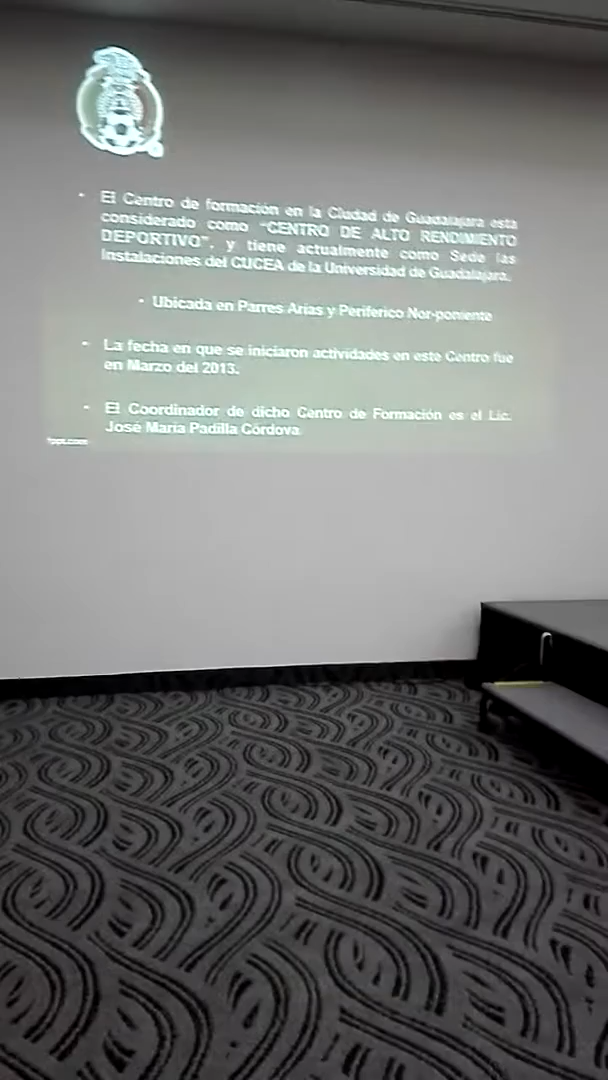 • El Centro de formación en la Ciudad de Guadalajara esta
considerado como "CENTRO DE ALTO RENDIMIENTO
DEPORTIVO", y tiene actualmente como Sede las
Instalaciones del CUCEA de la Universidad de Guadalajara.
• Ubicada en Parres Arias y Periferico Nor-poniente
• La fecha en que se iniciaron actividades en este Centro fue
en Marzo del 2013.
• El Coordinador de dicho Centro de Formación es el Lic.
José María Padilla Córdova
fppt.com